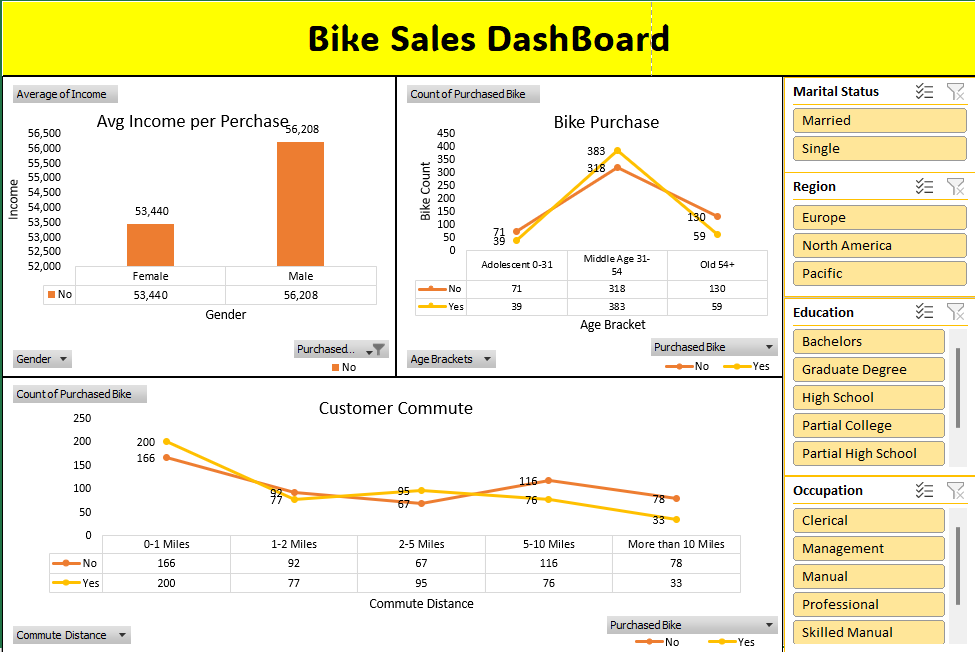 Bike Sales DashBoard
Average of Income
Avg Income per Perchase
56,500
56,000
55,500
55,000
54,500
54,000
53,500
53,000
52,500
52,000
Income
53,440
56,208
Female Male
No 53,440 56,208
Gender
Purchased...
Gender
No
Count of Purchased Bike
Bike Purchase
450
400
350
300
250
200
150
100
50
0
Bike Count
383
318
71
39
130
59
Adolescent 0-31 Middle Age 31-
54 Old 54+
No 71 318 130
Yes 39 383 59
Age Bracket
Purchased Bike
Age Brackets
No Yes
Count of Purchased Bike
Customer Commute
250
200
150
100
50
0
200
166
92
77
95
67
116
76
78
33
0-1 Miles 1-2 Miles 2-5 Miles 5-10 Miles More than 10 Miles
No 166 92 67 116 78
Yes 200 77 95 76 33
Commute Distance
Purchased Bike
Commute Distance
No Yes
Marital Status
Married
Single
Region
Europe
North America
Pacific
Education
Bachelors
Graduate Degree
High School
Partial College
Partial High School
Occupation
Clerical
Management
Manual
Professional
Skilled Manual